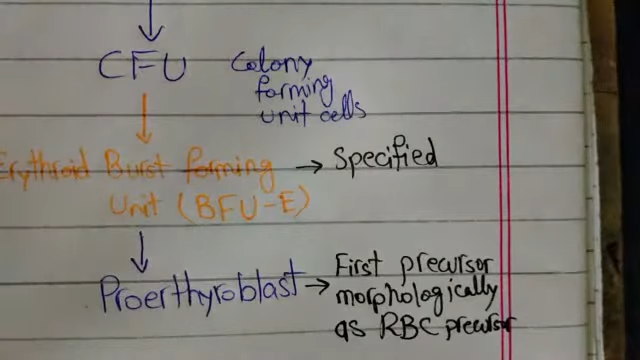 CFU Colony
forming
unit cells
Erythroid Burst forming → Specified
Unit (BFU-E)
Proerthyroblast → First precursor
morphologically
as RBC precursor